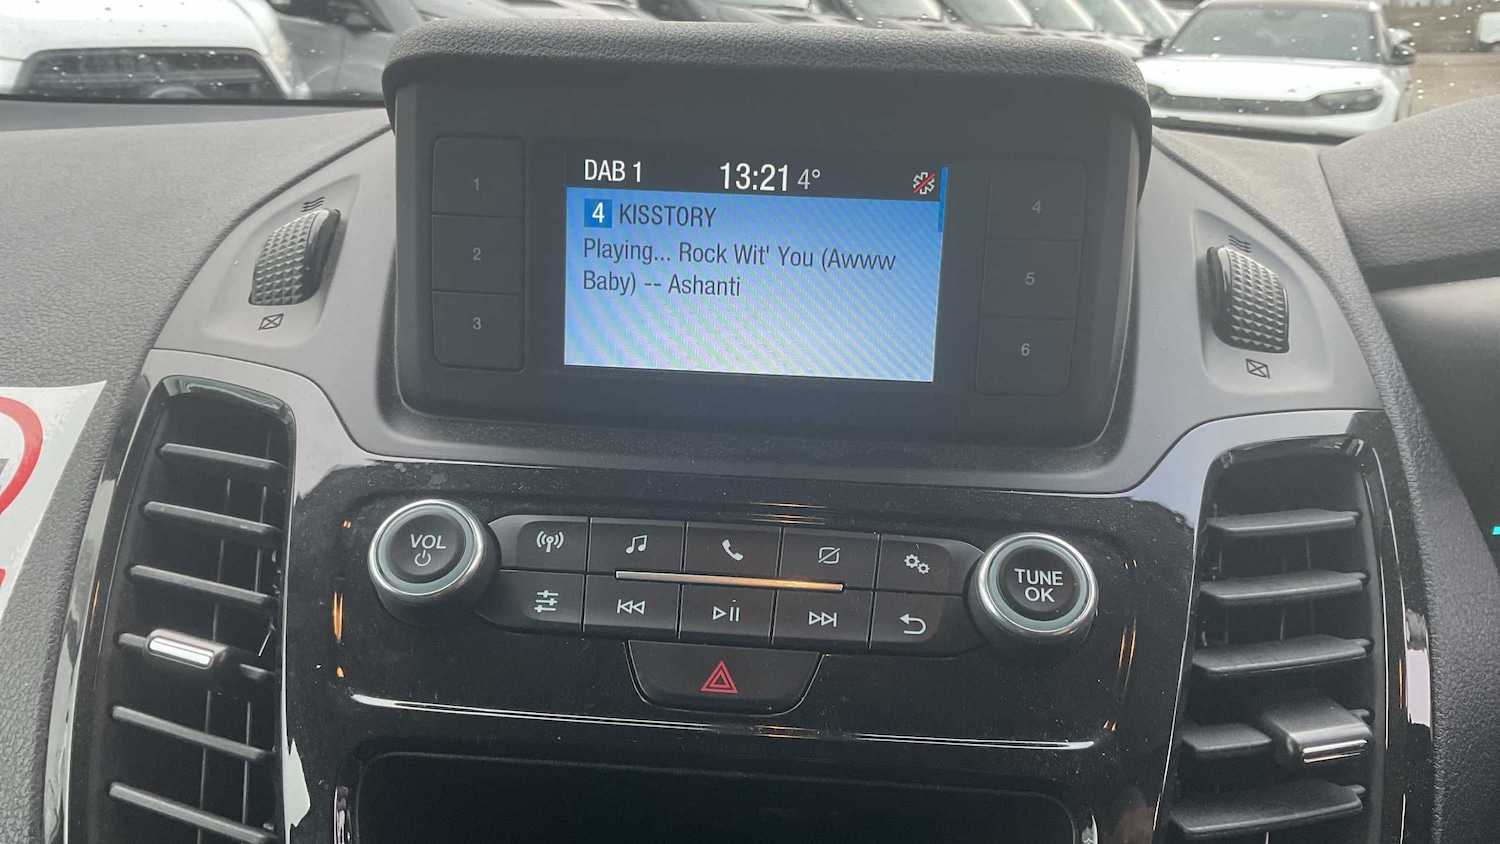 DAB 1 13:21 4°
4 KISSTORY
Playing... Rock Wit' You (Awww
Baby) -- Ashanti
1
2
3
4
5
6
VOL
TUNE
OK